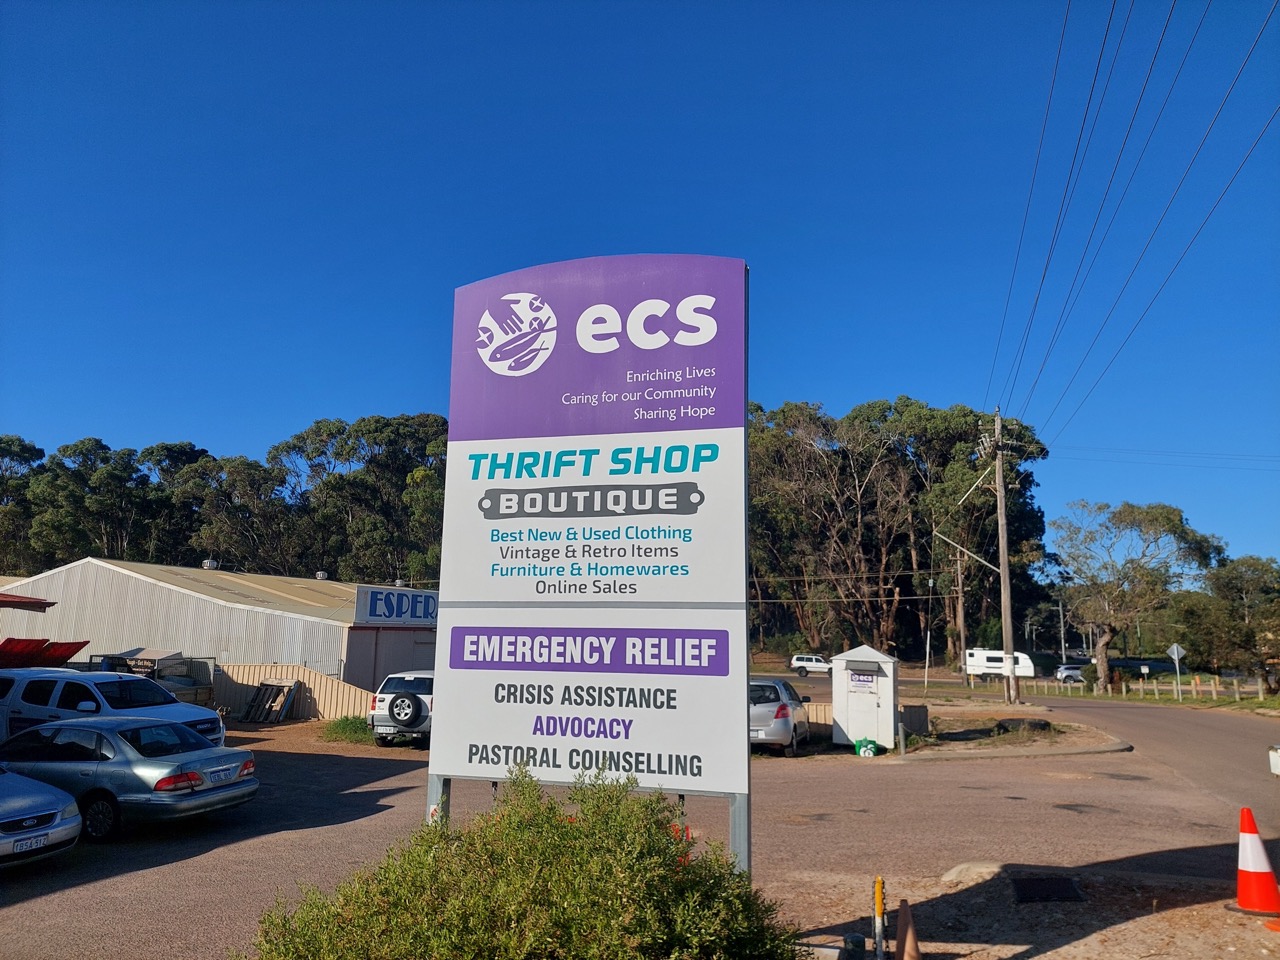 ecs
Enriching Lives
Caring for our Community
Sharing Hope
THRIFT SHOP
BOUTIQUE
Best New & Used Clothing
Vintage & Retro Items
Furniture & Homewares
Online Sales
EMERGENCY RELIEF
CRISIS ASSISTANCE
ADVOCACY
PASTORAL COUNSELLING
ESPER
ecs